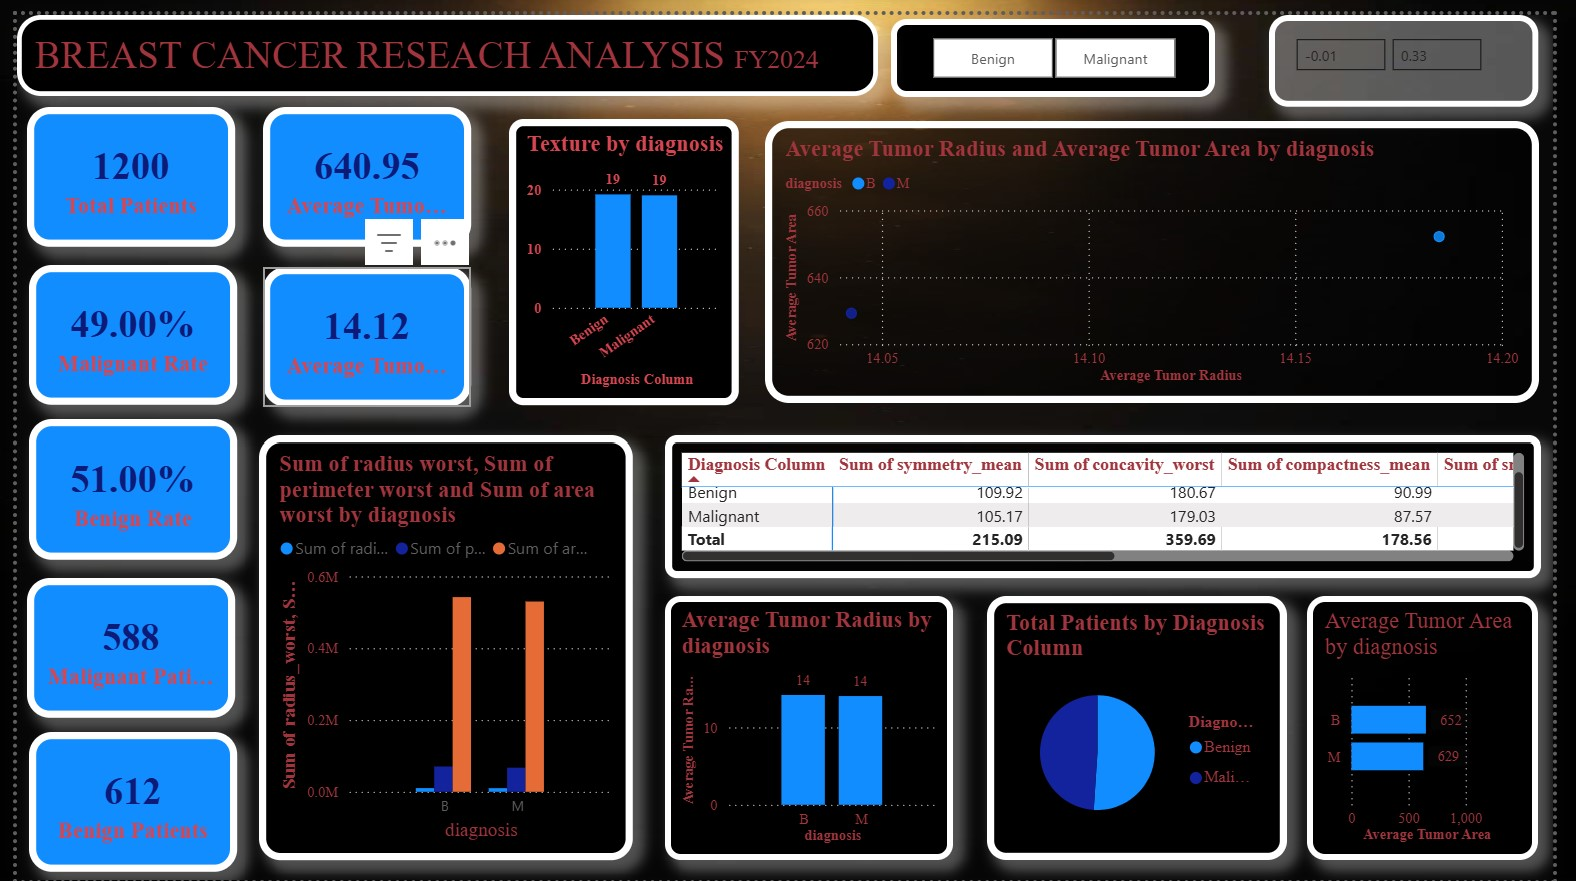 BREAST CANCER RESEACH ANALYSIS FY2024
Benign
Malignant
-0.01
0.33
1200
Total Patients
640.95
Average Tumo...
49.00%
Malignant Rate
14.12
Average Tumo...
51.00%
Benign Rate
588
Malignant Pati...
612
Benign Patients
Texture by diagnosis
19
19
20
10
0
Benign
Malignant
Diagnosis Column
Average Tumor Radius and Average Tumor Area by diagnosis
diagnosis B M
Average Tumor Area
660
640
620
14.05 14.10 14.15 14.20
Average Tumor Radius
Sum of radius worst, Sum of
perimeter worst and Sum of area
worst by diagnosis
Sum of radi... Sum of p... Sum of ar...
Sum of radius_worst, S...
0.6M
0.4M
0.2M
0.0M
B M
diagnosis
Diagnosis Column Sum of symmetry_mean Sum of concavity_worst Sum of compactness_mean Sum of sr
Benign 109.92 180.67 90.99
Malignant 105.17 179.03 87.57
Total 215.09 359.69 178.56
Average Tumor Radius by
diagnosis
Average Tumor Ra...
14 14
10
0
B M
diagnosis
Total Patients by Diagnosis
Column
Diagno...
Benign
Mali...
Average Tumor Area
by diagnosis
B 652
M 629
0 500 1,000
Average Tumor Area